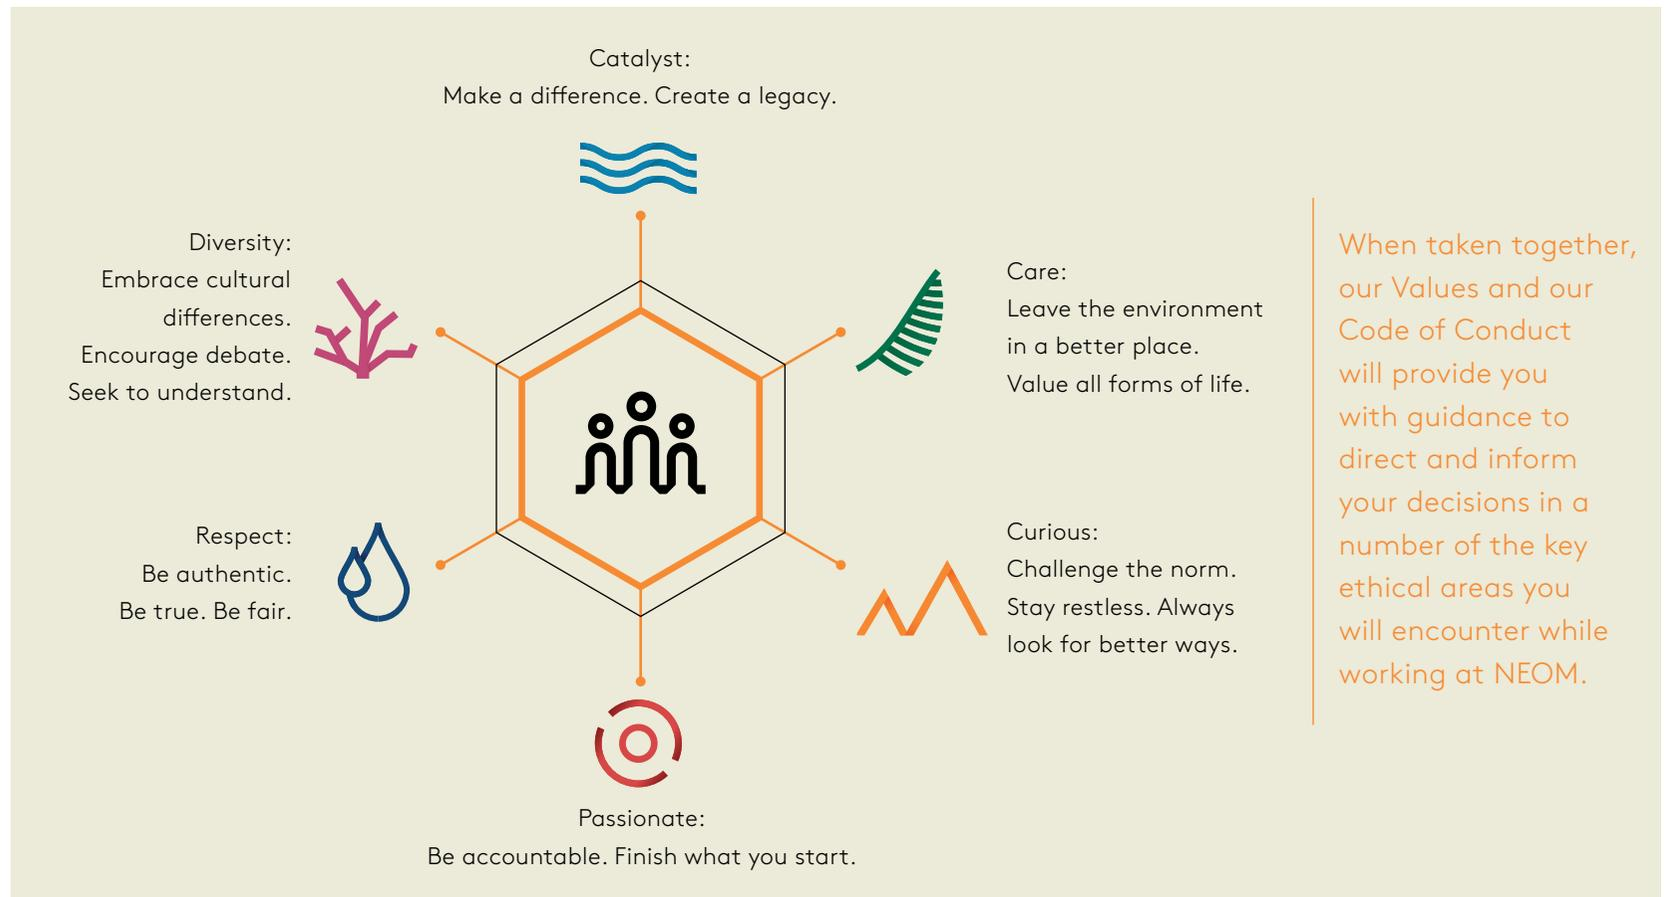 Catalyst:
Make a difference. Create a legacy.
Diversity:
Embrace cultural
differences.
Encourage debate.
Seek to understand.
Care:
Leave the environment
in a better place.
Value all forms of life.
Respect:
Be authentic.
Be true. Be fair.
Curious:
Challenge the norm.
Stay restless. Always
look for better ways.
Passionate:
Be accountable. Finish what you start.
When taken together,
our Values and our
Code of Conduct
will provide you
with guidance to
direct and inform
your decisions in a
number of the key
ethical areas you
will encounter while
working at NEOM.